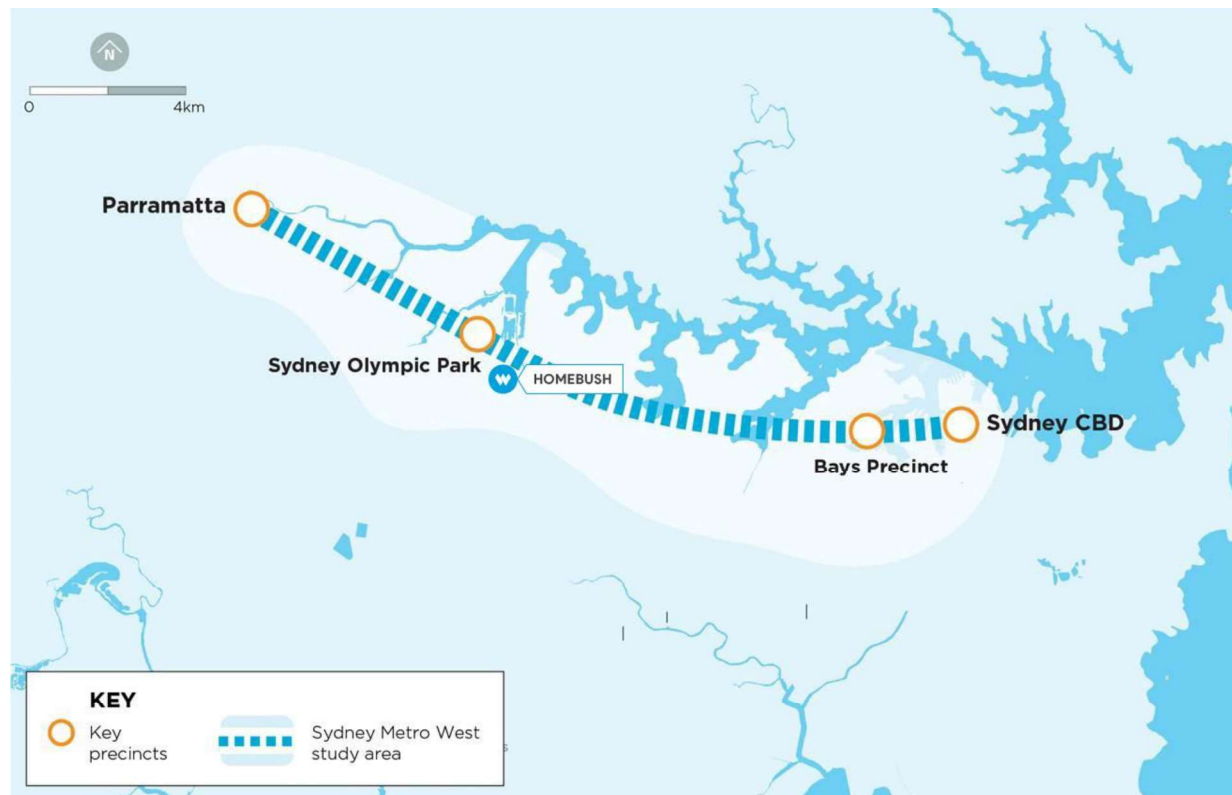 N
0 4km
Parramatta
Sydney Olympic Park
W HOMEBUSH
Sydney CBD
Bays Precinct
KEY
Key
precincts
Sydney Metro West
study area
s